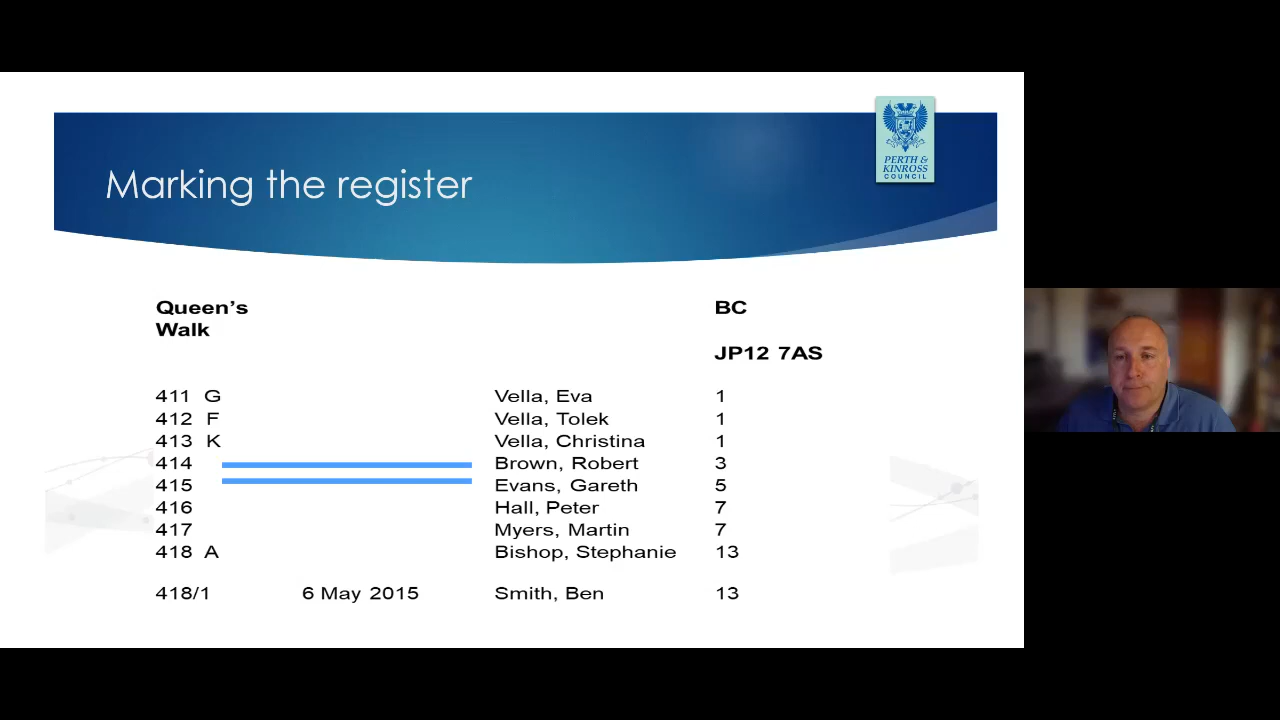 Marking the register
PERTH &
KINROSS
COUNCIL
Queen's BC
Walk
JP12 7AS
411 G Vella, Eva 1
412 F Vella, Tolek 1
413 K Vella, Christina 1
414 Brown, Robert 3
415 Evans, Gareth 5
416 Hall, Peter 7
417 Myers, Martin 7
418 A Bishop, Stephanie 13
418/1 6 May 2015 Smith, Ben 13